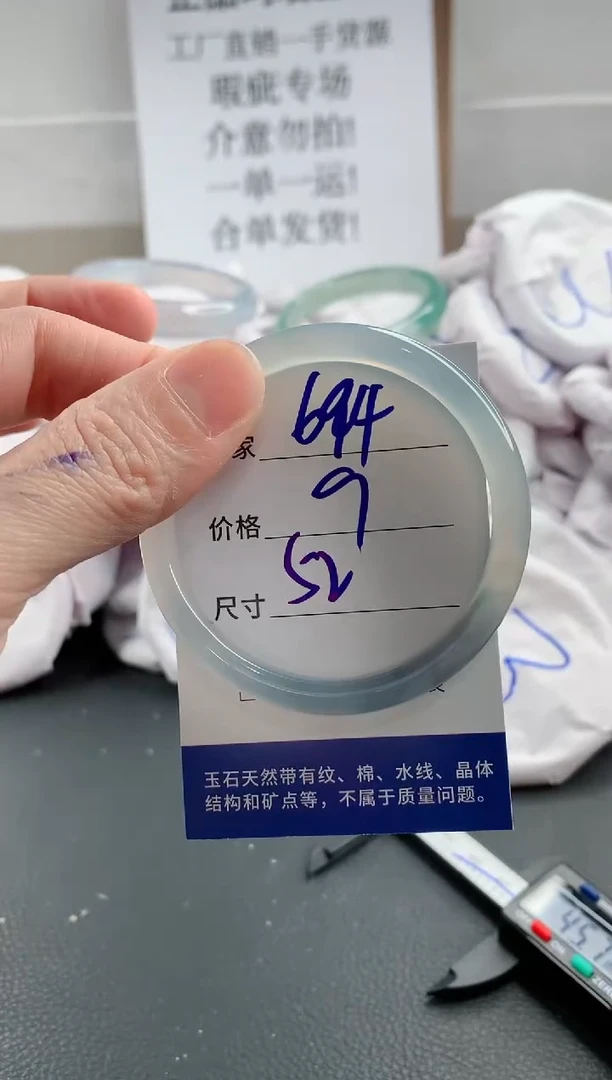 工厂直销一手货源
瑕疵专场
介意勿拍!
一单一运!
合单发货!
家 694
价格 9
尺寸 52
玉石天然带有纹、棉、水线、晶体
结构和矿点等，不属于质量问题。